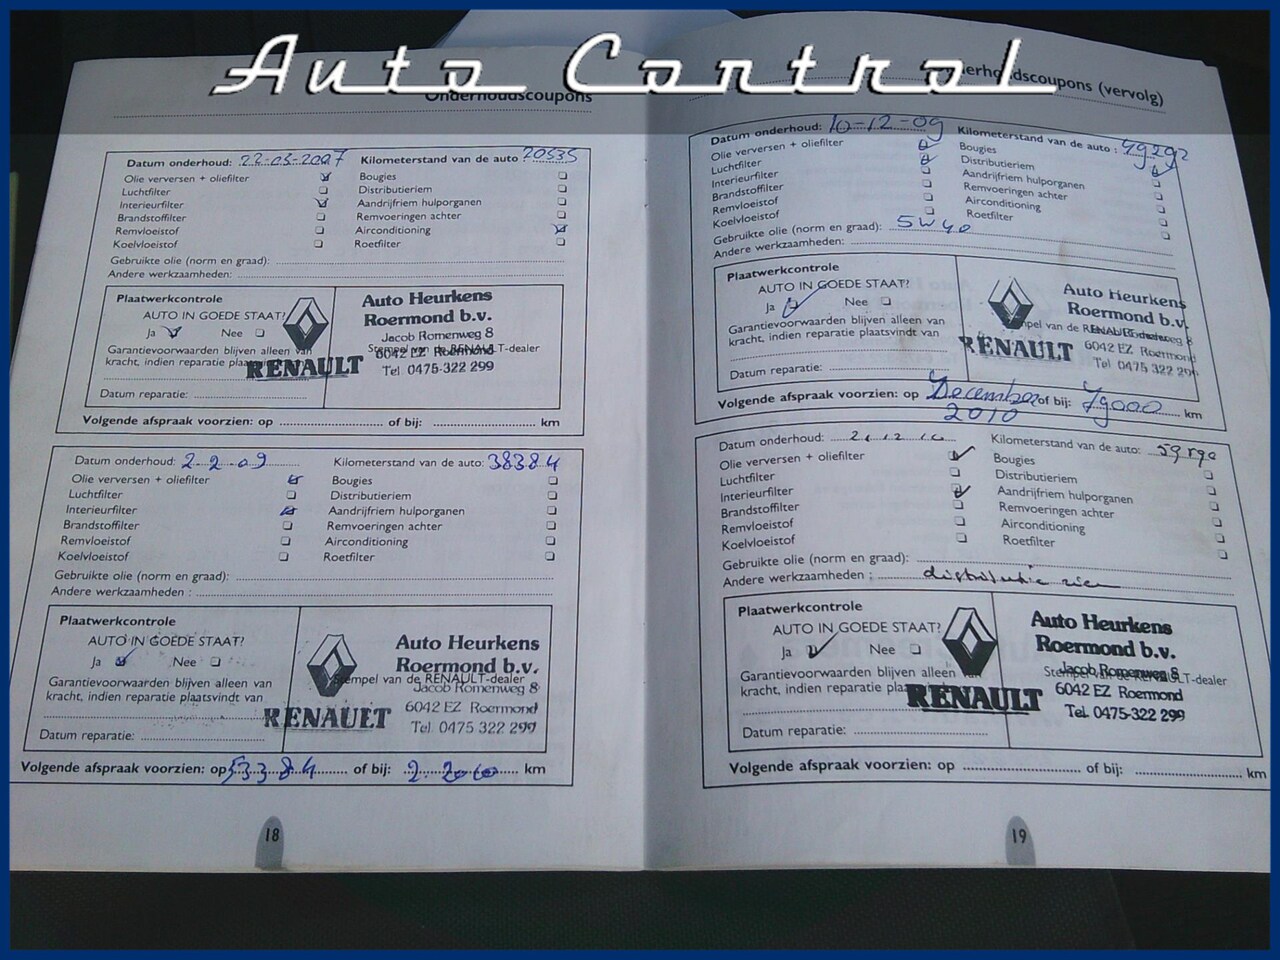 Auto Control
Onderhoudscoupons
Datum onderhoud: 22-03-2007 Kilometerstand van de auto: 20535
Olie verversen + oliefilter Bougies
Luchtfilter Distributieriem
Interieurfilter Aandrijfriem hulporganen
Brandstoffilter Remvoeringen achter
Remvloeistof Airconditioning
Koelvloeistof Roetfilter
Gebruikte olie (norm en graad):
Andere werkzaamheden:
Plaatwerkcontrole
AUTO IN GOEDE STAAT?
Ja Nee
Garantievoorwaarden blijven alleen van
kracht, indien reparatie
Datum reparatie:
RENAULT
Auto Heurkens
Roermond b.v.
Jacob Romenweg 8
Stempel van de RENAULT-dealer
6042 EZ Roermond
Tel 0475-322 299
Volgende afspraak voorzien: op of bij: km
Datum onderhoud: 2.2.09 Kilometerstand van de auto: 38384
Olie verversen + oliefilter Bougies
Luchtfilter Distributieriem
Interieurfilter Aandrijfriem hulporganen
Brandstoffilter Remvoeringen achter
Remvloeistof Airconditioning
Koelvloeistof Roetfilter
Gebruikte olie (norm en graad):
Andere werkzaamheden :
Plaatwerkcontrole
AUTO IN GOEDE STAAT?
Ja Nee
Garantievoorwaarden blijven alleen van
kracht, indien reparatie plaatsvindt van
Datum reparatie:
RENAULT
Auto Heurkens
Roermond b.v.
Stempel van de RENAULT-dealer
Jacob Romenweg 8
6042 EZ Roermond
Tel 0475 322 299
Volgende afspraak voorzien: op 53384 of bij: 2-2010 km
18
Onderhoudscoupons (vervolg)
Datum onderhoud: 10-12-09 Kilometerstand van de auto : 49292
Olie verversen + oliefilter Bougies
Luchtfilter Distributieriem
Interieurfilter Aandrijfriem hulporganen
Brandstoffilter Remvoeringen achter
Remvloeistof Airconditioning
Koelvloeistof Roetfilter
Gebruikte olie (norm en graad): 5W40
Andere werkzaamheden:
Plaatwerkcontrole
AUTO IN GOEDE STAAT?
Ja Nee
Garantievoorwaarden blijven alleen van
kracht, indien reparatie plaatsvindt van
Datum reparatie:
RENAULT
Auto Heurkens
Roermond b.v.
6042 EZ Roermond
Tel 0475 322 299
Volgende afspraak voorzien: op December 2010 of bij: 79000 km
Datum onderhoud: Kilometerstand van de auto:
Olie verversen + oliefilter Bougies
Luchtfilter Distributieriem
Interieurfilter Aandrijfriem hulporganen
Brandstoffilter Remvoeringen achter
Remvloeistof Airconditioning
Koelvloeistof Roetfilter
Gebruikte olie (norm en graad):
Andere werkzaamheden : distributie riem
Plaatwerkcontrole
AUTO IN GOEDE STAAT?
Ja Nee
Garantievoorwaarden blijven alleen van
kracht, indien reparatie plaatsvindt van
Datum reparatie:
RENAULT
Auto Heurkens
Roermond b.v.
Jacob Romenweg 8
Stempel van de RENAULT-dealer
6042 EZ Roermond
Tel. 0475-322 299
Volgende afspraak voorzien: op of bij: km
19